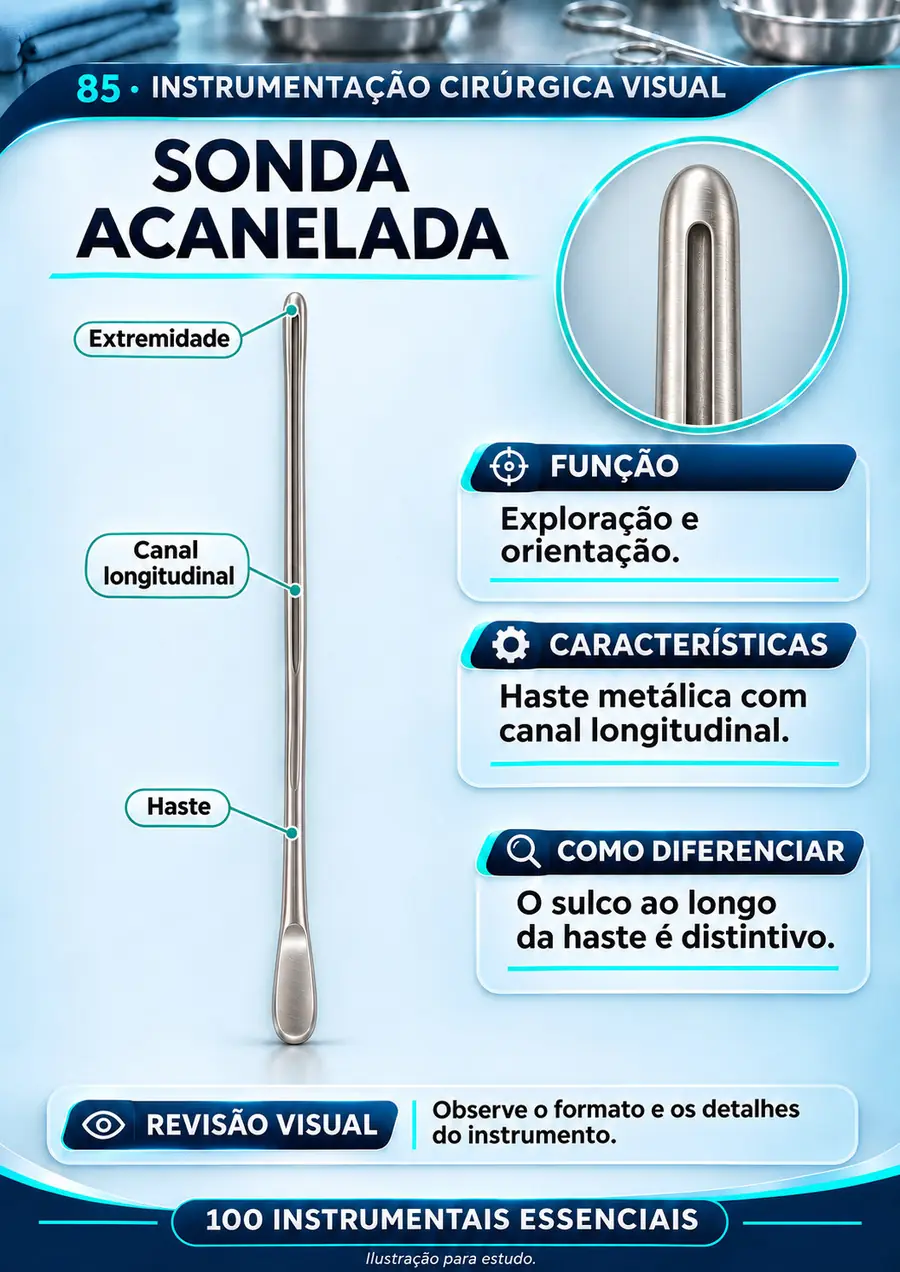 85 · INSTRUMENTAÇÃO CIRÚRGICA VISUAL
SONDA
ACANELADA
Extremidade
Canal
longitudinal
Haste
FUNÇÃO
Exploração e
orientação.
CARACTERÍSTICAS
Haste metálica com
canal longitudinal.
COMO DIFERENCIAR
O sulco ao longo
da haste é distintivo.
REVISÃO VISUAL
Observe o formato e os detalhes
do instrumento.
100 INSTRUMENTAIS ESSENCIAIS
Ilustração para estudo.